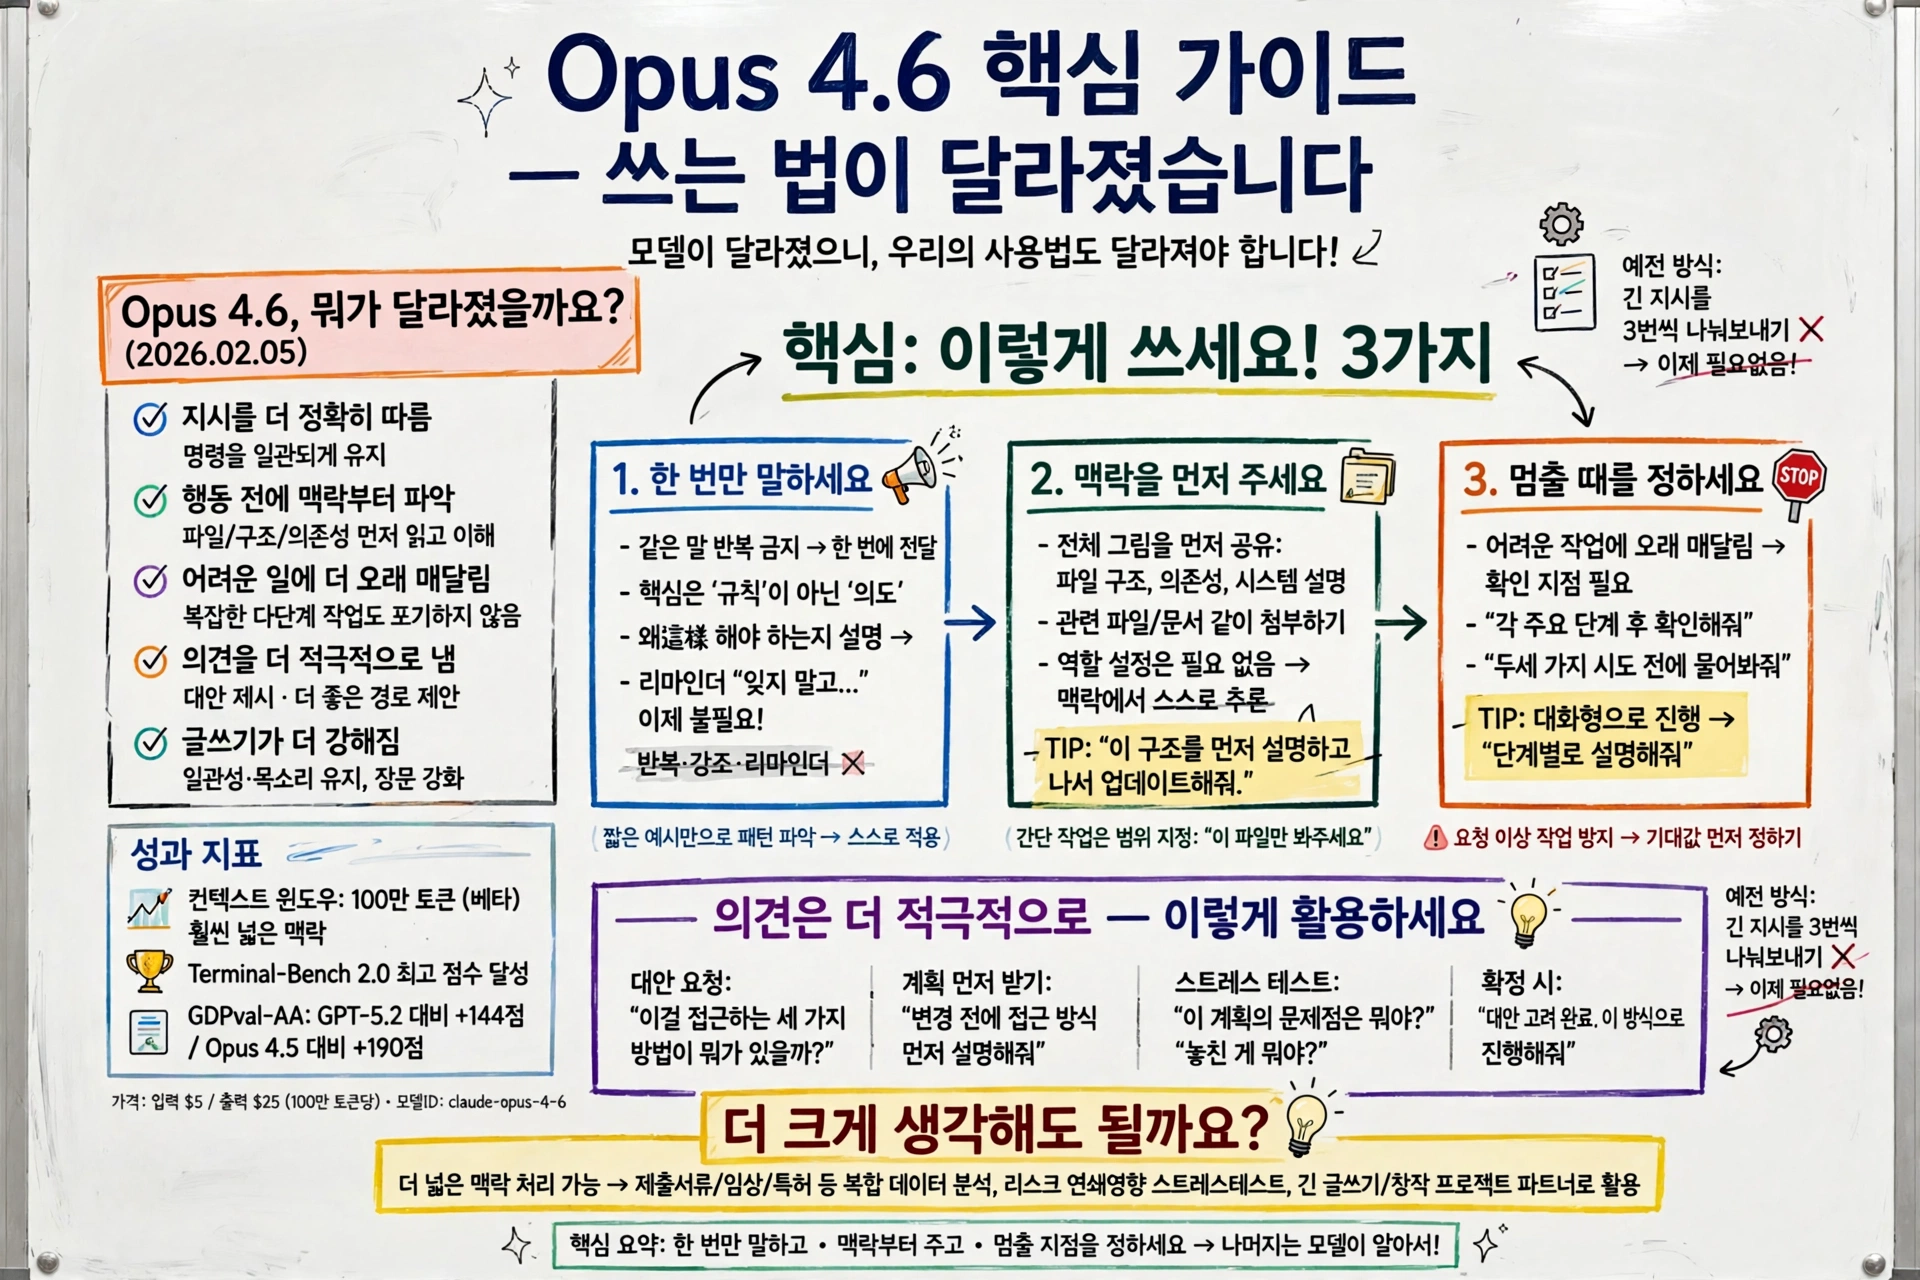 Opus 4.6 핵심 가이드
— 쓰는 법이 달라졌습니다
모델이 달라졌으니, 우리의 사용법도 달라져야 합니다!
Opus 4.6, 뭐가 달라졌을까요?
(2026.02.05)
지시를 더 정확히 따름
명령을 일관되게 유지
행동 전에 맥락부터 파악
파일/구조/의존성 먼저 읽고 이해
어려운 일에 더 오래 매달림
복잡한 다단계 작업도 포기하지 않음
의견을 더 적극적으로 냄
대안 제시 · 더 좋은 경로 제안
글쓰기가 더 강해짐
일관성·목소리 유지, 장문 강화
성과 지표
컨텍스트 윈도우: 100만 토큰 (베타)
훨씬 넓은 맥락
Terminal-Bench 2.0 최고 점수 달성
GDPval-AA: GPT-5.2 대비 +144점
/ Opus 4.5 대비 +190점
가격: 입력 $5 / 출력 $25 (100만 토큰당) • 모델ID: claude-opus-4-6
핵심: 이렇게 쓰세요! 3가지
예전 방식:
긴 지시를
3번씩 나눠보내기 X
→ 이제 필요없음!
1. 한 번만 말하세요
- 같은 말 반복 금지 → 한 번에 전달
- 핵심은 ‘규칙’이 아닌 ‘의도’
- 왜這樣 해야 하는지 설명 →
- 리마인더 “잊지 말고...”
이제 불필요!
반복·강조·리마인더 X
(짧은 예시만으로 패턴 파악 → 스스로 적용)
2. 맥락을 먼저 주세요
- 전체 그림을 먼저 공유:
파일 구조, 의존성, 시스템 설명
- 관련 파일/문서 같이 첨부하기
- 역할 설정은 필요 없음 →
맥락에서 스스로 추론
TIP: “이 구조를 먼저 설명하고
나서 업데이트해줘.”
(간단 작업은 범위 지정: “이 파일만 봐주세요”)
3. 멈출 때를 정하세요
STOP
- 어려운 작업에 오래 매달림 →
확인 지점 필요
- “각 주요 단계 후 확인해줘”
- “두세 가지 시도 전에 물어봐줘”
TIP: 대화형으로 진행 →
“단계별로 설명해줘”
요청 이상 작업 방지 → 기대값 먼저 정하기
의견은 더 적극적으로 — 이렇게 활용하세요
대안 요청:
“이걸 접근하는 세 가지
방법이 뭐가 있을까?”
계획 먼저 받기:
“변경 전에 접근 방식
먼저 설명해줘”
스트레스 테스트:
“이 계획의 문제점은 뭐야?”
“놓친 게 뭐야?”
확정 시:
“대안 고려 완료. 이 방식으로
진행해줘”
예전 방식:
긴 지시를 3번씩
나눠보내기 X
→ 이제 필요없음!
더 크게 생각해도 될까요?
더 넓은 맥락 처리 가능 → 제출서류/임상/특허 등 복합 데이터 분석, 리스크 연쇄영향 스트레스테스트, 긴 글쓰기/창작 프로젝트 파트너로 활용
핵심 요약: 한 번만 말하고 • 맥락부터 주고 • 멈출 지점을 정하세요 → 나머지는 모델이 알아서!